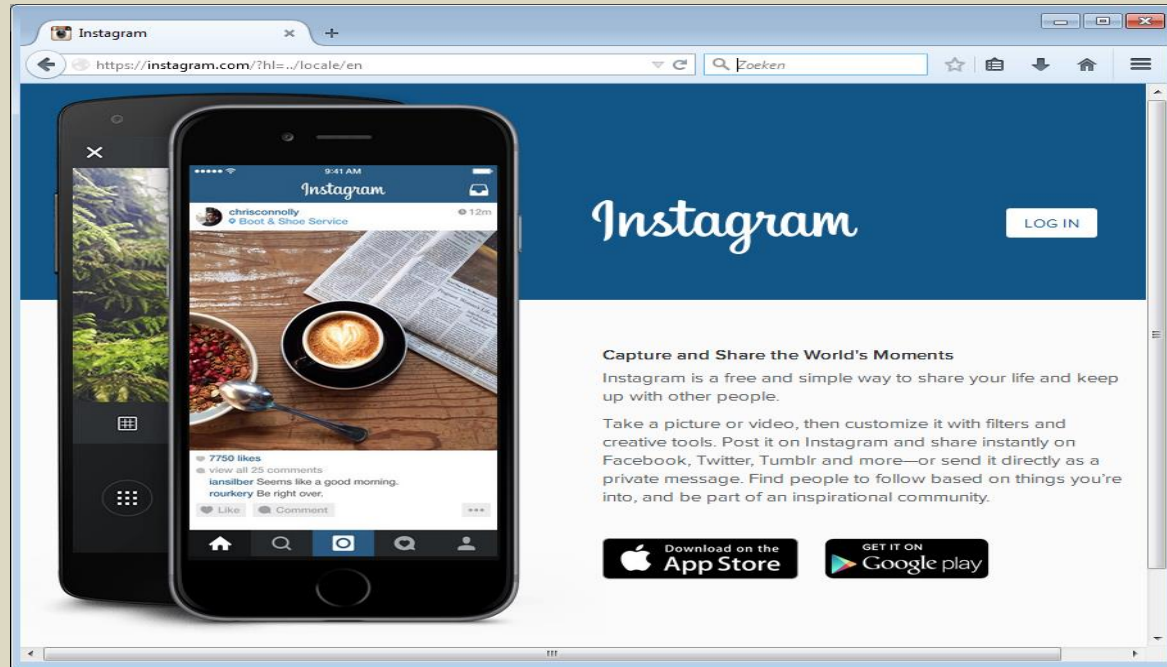 Instagram
https://instagram.com/?hl=../locale/en
Zoeken
9:41 AM
Instagram
chrisconnolly
12m
Boot & Shoe Service
7750 likes
view all 25 comments
iansilber Seems like a good morning.
rourkery Be right over.
Like
Comment
Instagram
LOG IN
Capture and Share the World's Moments
Instagram is a free and simple way to share your life and keep
up with other people.
Take a picture or video, then customize it with filters and
creative tools. Post it on Instagram and share instantly on
Facebook, Twitter, Tumblr and more—or send it directly as a
private message. Find people to follow based on things you're
into, and be part of an inspirational community.
Download on the
App Store
GET IT ON
Google play